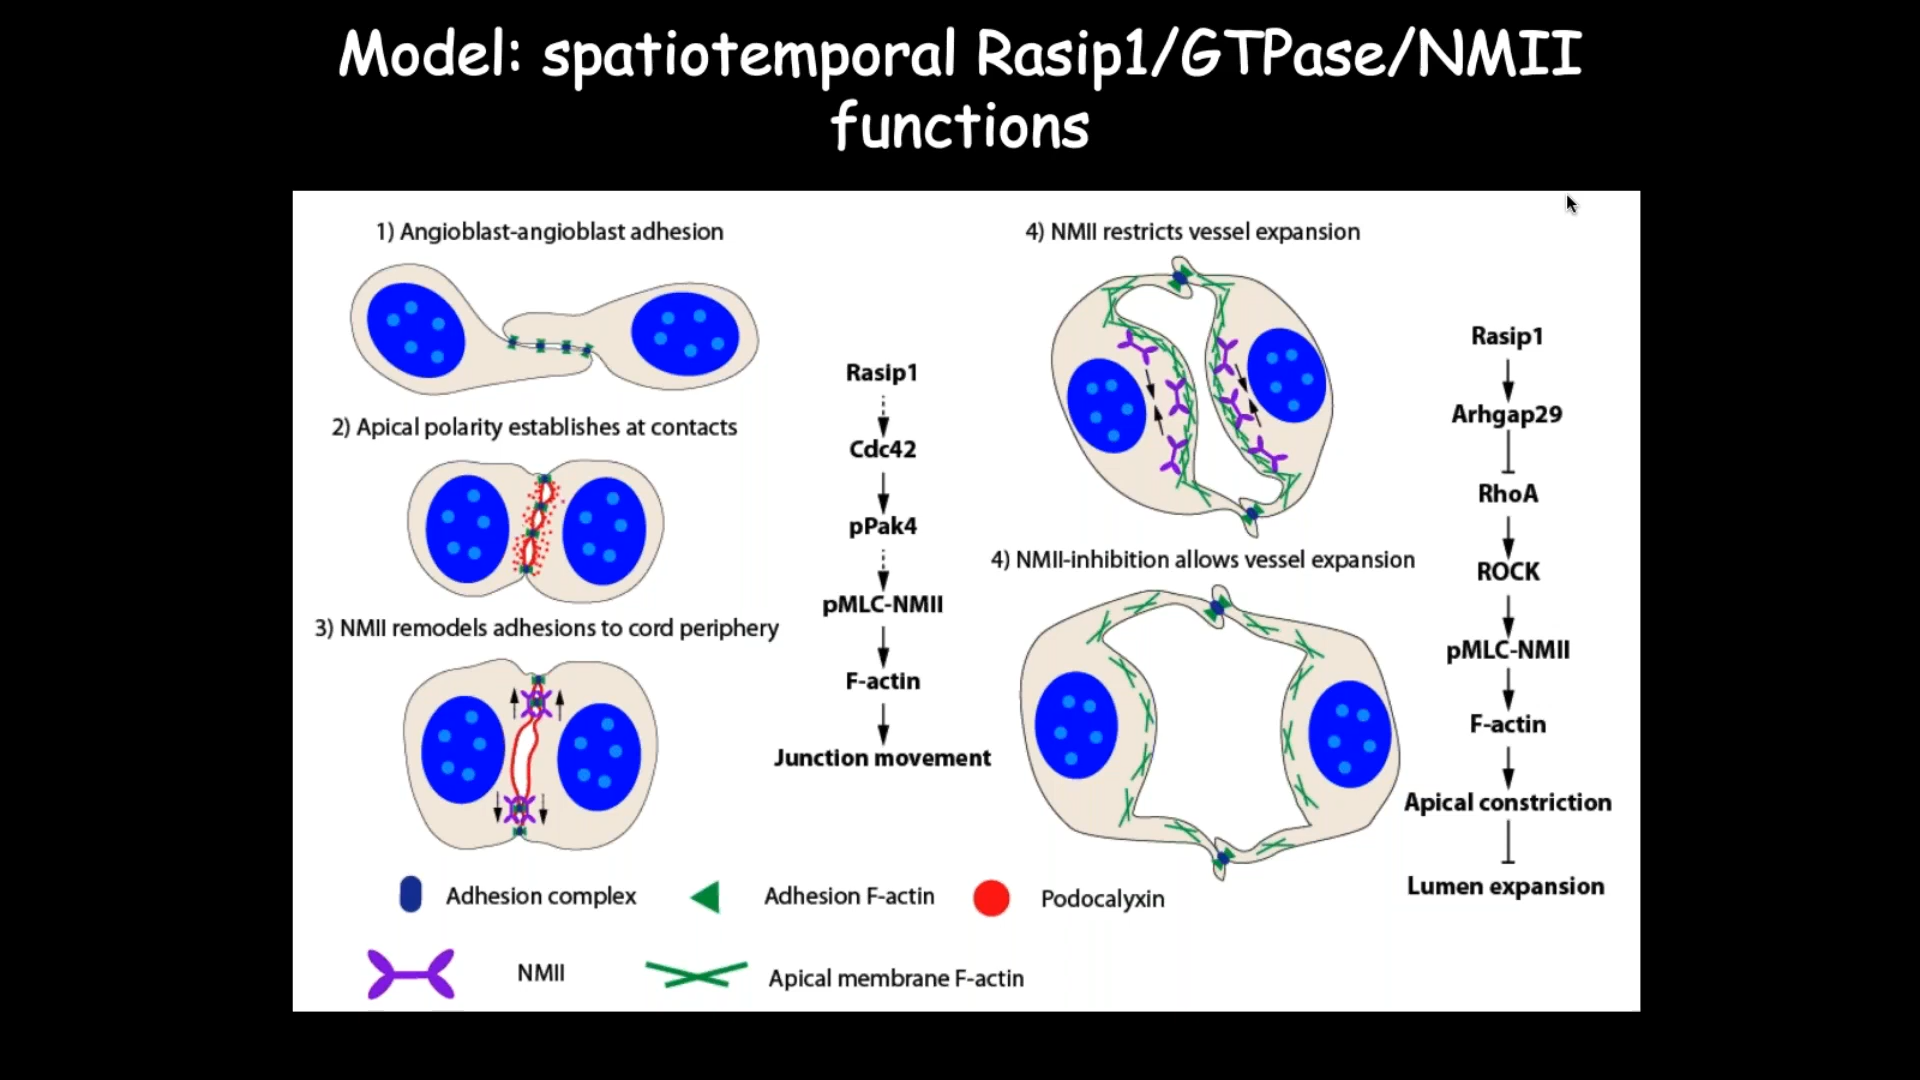 Model: spatiotemporal Rasip1/GTPase/NMII
functions
1) Angioblast-angioblast adhesion
2) Apical polarity establishes at contacts
3) NMII remodels adhesions to cord periphery
Rasip1
Cdc42
pPak4
pMLC-NMII
F-actin
Junction movement
4) NMII restricts vessel expansion
4) NMII-inhibition allows vessel expansion
Rasip1
Arhgap29
RhoA
ROCK
pMLC-NMII
F-actin
Apical constriction
Lumen expansion
Adhesion complex
Adhesion F-actin
Podocalyxin
NMII
Apical membrane F-actin